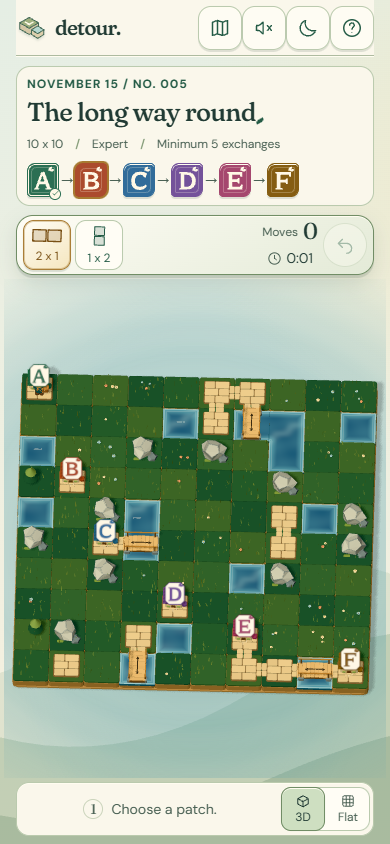 detour.
NOVEMBER 15 / NO. 005
The long way round
10 x 10 / Expert / Minimum 5 exchanges
A → B → C → D → E → F
2 x 1
1 x 2
Moves 0
0:01
A
B
C
D
E
F
1 Choose a patch.
3D
Flat